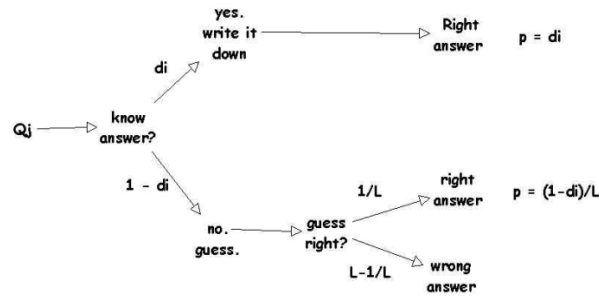 yes.
write it
down
Right
answer
p = di
di
Qj
know
answer?
1 - di
no.
guess.
guess
right?
1/L
right
answer
p = (1-di)/L
L-1/L
wrong
answer